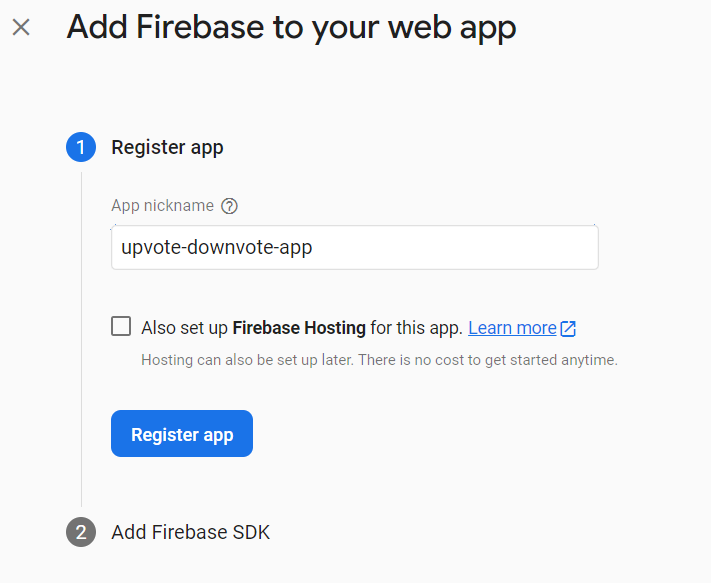 Add Firebase to your web app
1 Register app
App nickname ?
upvote-downvote-app
Also set up Firebase Hosting for this app. Learn more
Hosting can also be set up later. There is no cost to get started anytime.
Register app
2 Add Firebase SDK